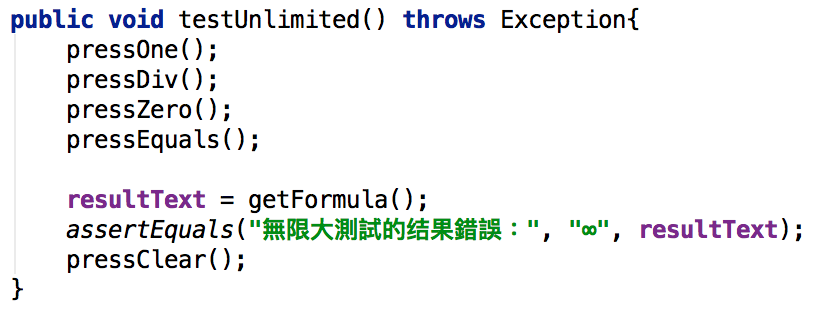 public void testUnlimited() throws Exception{
    pressOne();
    pressDiv();
    pressZero();
    pressEquals();

    resultText = getFormula();
    assertEquals("無限大測試的结果錯誤：", "∞", resultText);
    pressClear();
}